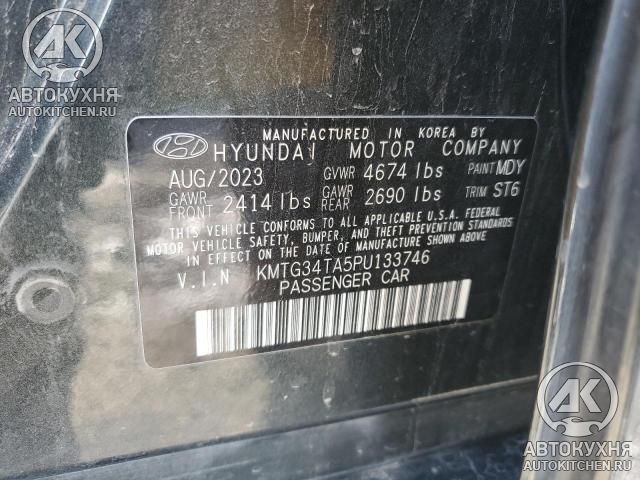 АВТОКУХНЯ
AUTOKITCHEN.RU
MANUFACTURED IN KOREA BY
HYUNDAI MOTOR COMPANY
AUG/2023 GVWR 4674 lbs PAINT MDY
GAWR FRONT 2414 lbs GAWR REAR 2690 lbs TRIM ST6
THIS VEHICLE CONFORMS TO ALL APPLICABLE U.S.A. FEDERAL
MOTOR VEHICLE SAFETY, BUMPER, AND THEFT PREVENTION
STANDARDS IN EFFECT ON THE DATE OF MANUFACTURE SHOWN ABOVE.
V.I.N KMTG34TA5PU133746
PASSENGER CAR
АВТОКУХНЯ
AUTOKITCHEN.RU